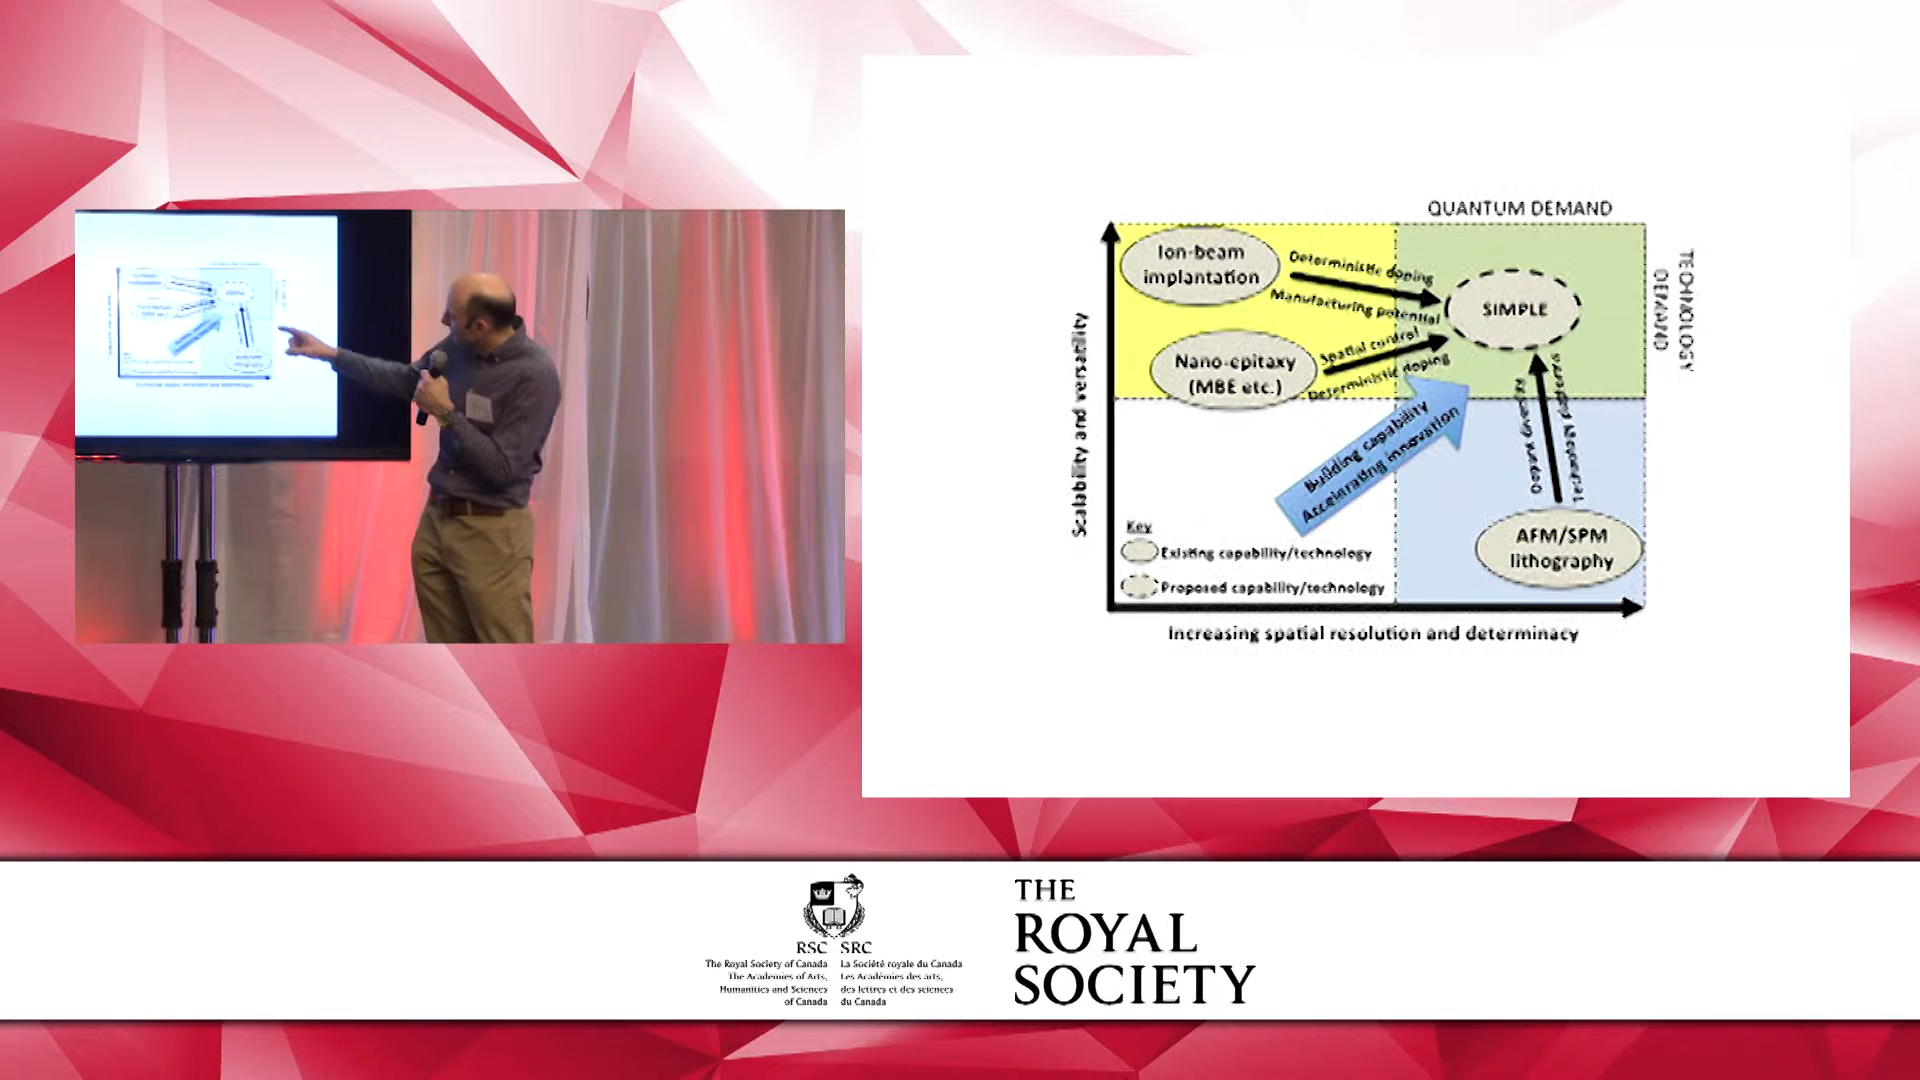 QUANTUM DEMAND
TECHNOLOGY
DEMAND
Scalability and versatility
Ion-beam
implantation
Deterministic doping
Manufacturing potential
SIMPLE
Nano-epitaxy
(MBE etc.)
Spatial control
Deterministic doping
Building capability
Accelerating innovation
AFM/SPM
lithography
Key
Existing capability/technology
Proposed capability/technology
Increasing spatial resolution and determinacy
RSC SRC
The Royal Society of Canada
The Academies of Arts,
Humanities and Sciences
of Canada
La Société royale du Canada
Les Académies des arts,
des lettres et des sciences
du Canada
THE
ROYAL
SOCIETY